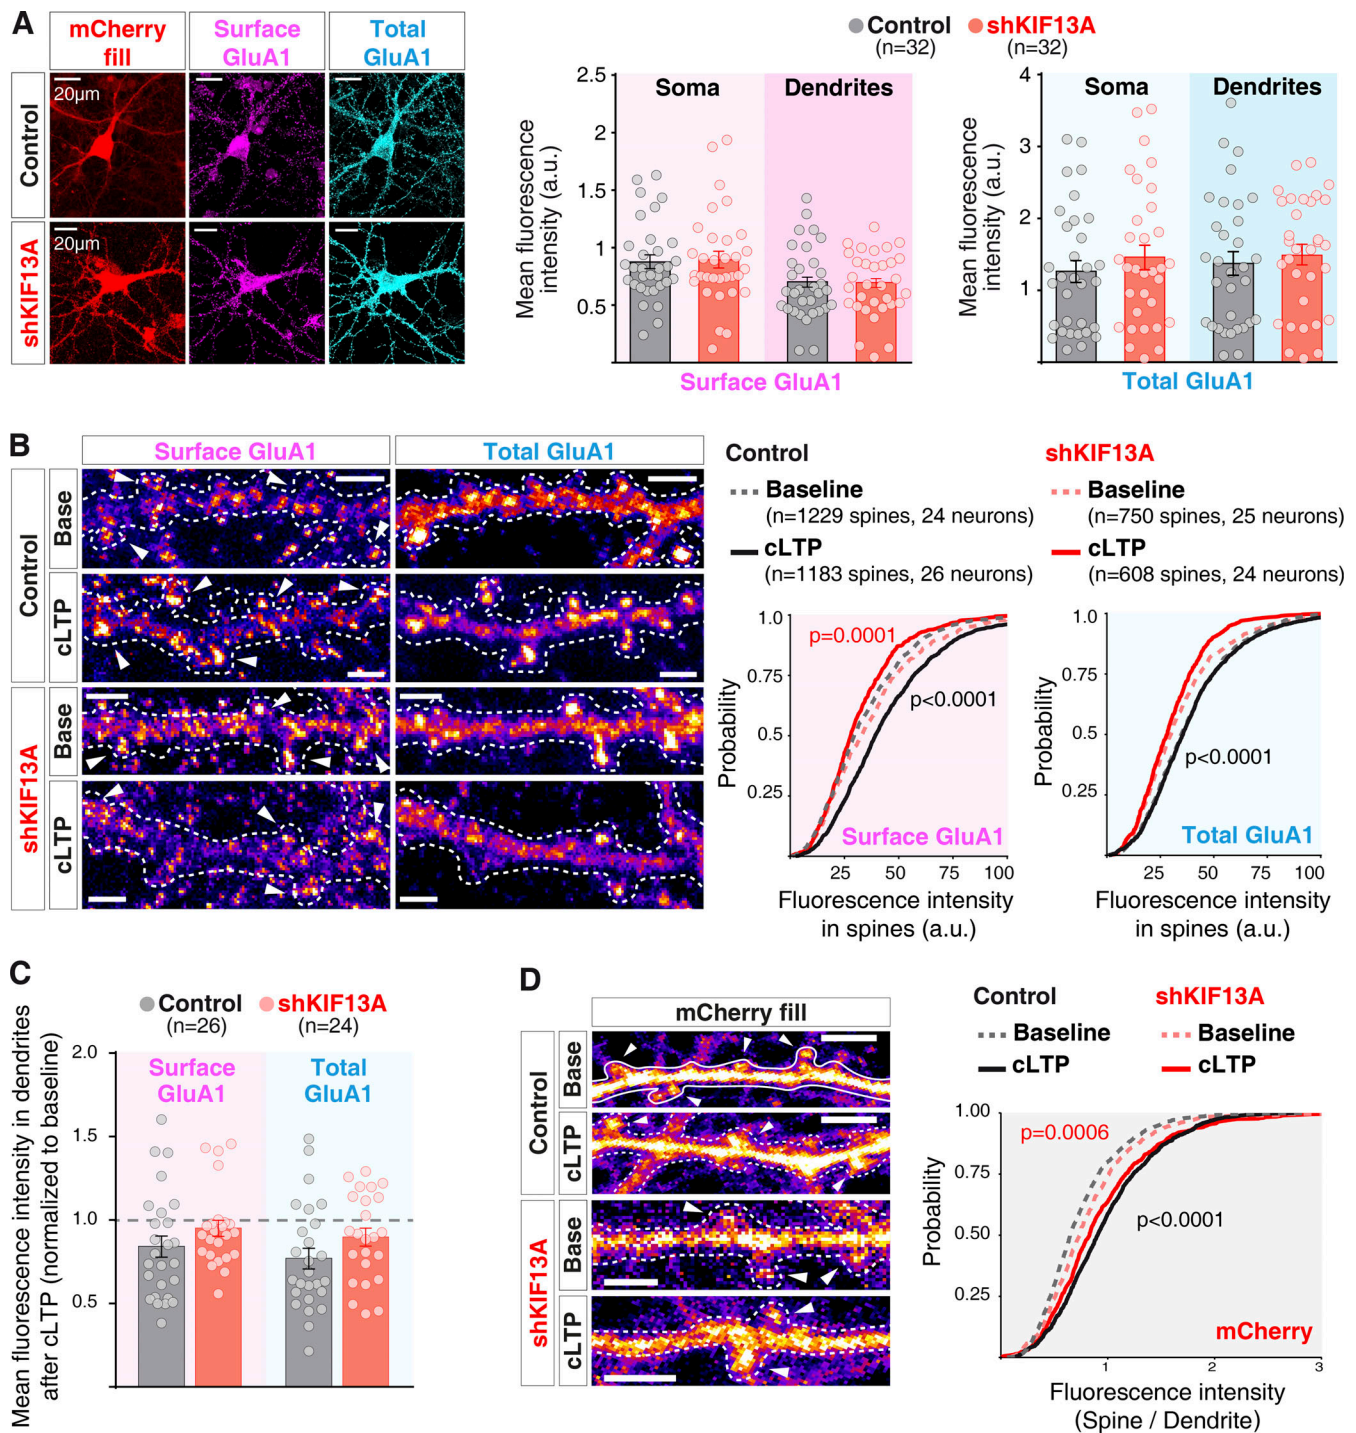 A
mCherry
fill
Surface
GluA1
Total
GluA1
Control
20µm
shKIF13A
20µm
Control
(n=32)
shKIF13A
(n=32)
Mean fluorescence
intensity (a.u.)
2.5
2
1.5
1
0.5
Soma
Dendrites
Surface GluA1
Mean fluorescence
intensity (a.u.)
4
3
2
1
Soma
Dendrites
Total GluA1
B
Surface GluA1
Total GluA1
Control
Base
cLTP
shKIF13A
Base
cLTP
Control
Baseline
(n=1229 spines, 24 neurons)
cLTP
(n=1183 spines, 26 neurons)
shKIF13A
Baseline
(n=750 spines, 25 neurons)
cLTP
(n=608 spines, 24 neurons)
Probability
1.0
0.75
0.5
0.25
p=0.0001
p<0.0001
Surface GluA1
25
50
75
100
Fluorescence intensity
in spines (a.u.)
Probability
1.0
0.75
0.5
0.25
p<0.0001
Total GluA1
25
50
75
100
Fluorescence intensity
in spines (a.u.)
C
Control
(n=26)
shKIF13A
(n=24)
Mean fluorescence intensity in dendrites
after cLTP (normalized to baseline)
2.0
1.5
1.0
0.5
Surface
GluA1
Total
GluA1
D
mCherry fill
Control
Base
cLTP
shKIF13A
Base
cLTP
Control
Baseline
cLTP
shKIF13A
Baseline
cLTP
Probability
1.00
0.75
0.50
0.25
p=0.0006
p<0.0001
mCherry
1
2
3
Fluorescence intensity
(Spine / Dendrite)